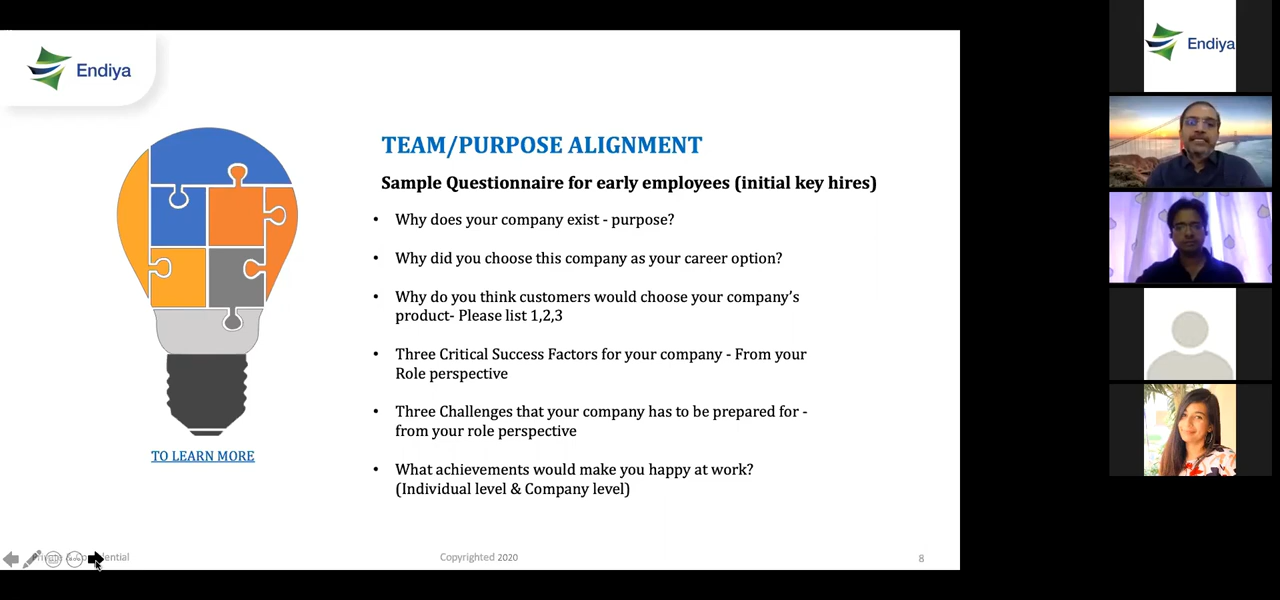 Endiya
TEAM/PURPOSE ALIGNMENT
Sample Questionnaire for early employees (initial key hires)
• Why does your company exist - purpose?
• Why did you choose this company as your career option?
• Why do you think customers would choose your company’s
product- Please list 1,2,3
• Three Critical Success Factors for your company - From your
Role perspective
• Three Challenges that your company has to be prepared for -
from your role perspective
• What achievements would make you happy at work?
(Individual level & Company level)
TO LEARN MORE
Private & Confidential
Copyrighted 2020
8
Endiya